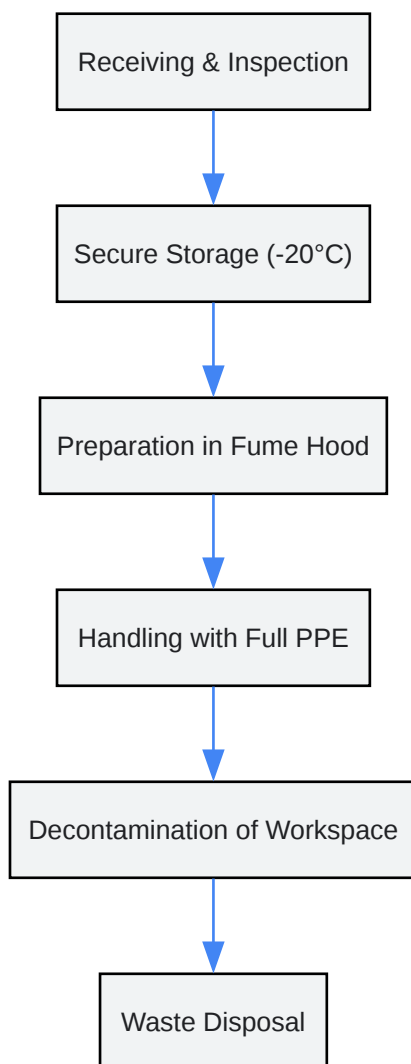 Receiving & Inspection
Secure Storage (-20°C)
Preparation in Fume Hood
Handling with Full PPE
Decontamination of Workspace
Waste Disposal